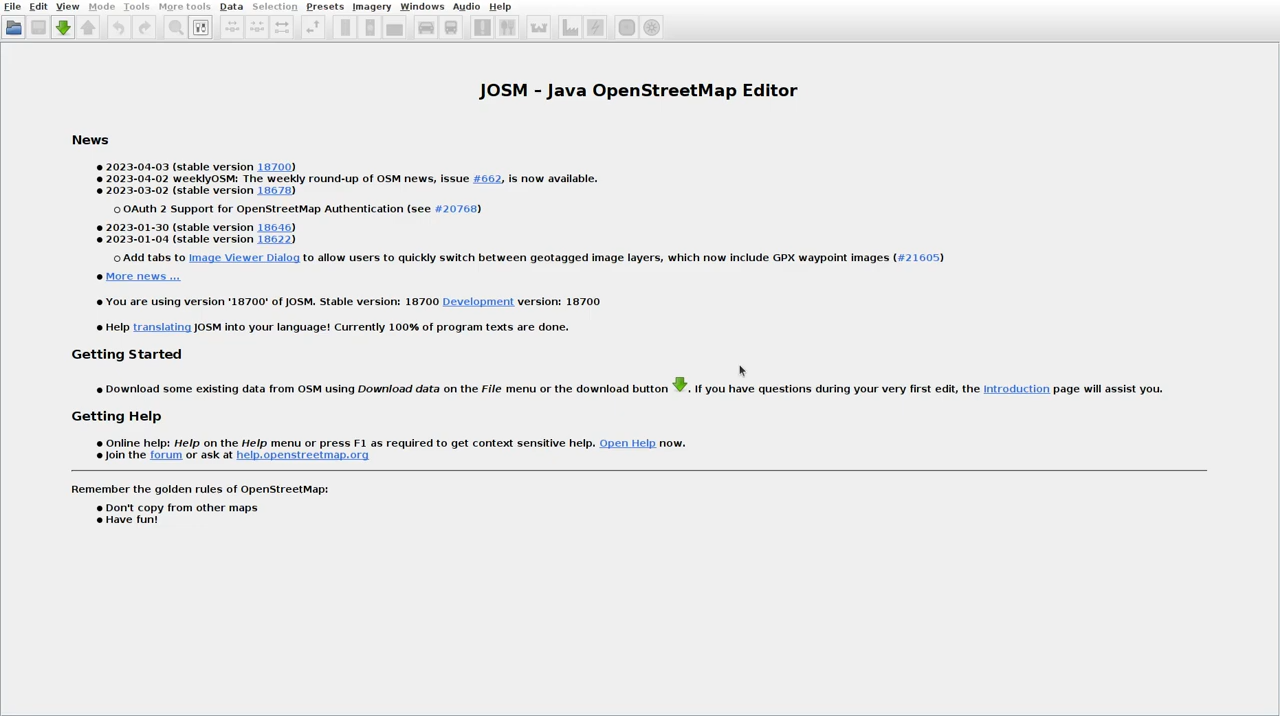 File Edit View Mode Tools More tools Data Selection Presets Imagery Windows Audio Help
JOSM – Java OpenStreetMap Editor
News
● 2023-04-03 (stable version 18700)
● 2023-04-02 weeklyOSM: The weekly round-up of OSM news, issue #662, is now available.
● 2023-03-02 (stable version 18678)
○ OAuth 2 Support for OpenStreetMap Authentication (see #20768)
● 2023-01-30 (stable version 18646)
● 2023-01-04 (stable version 18622)
○ Add tabs to Image Viewer Dialog to allow users to quickly switch between geotagged image layers, which now include GPX waypoint images (#21605)
● More news ...
● You are using version '18700' of JOSM. Stable version: 18700 Development version: 18700
● Help translating JOSM into your language! Currently 100% of program texts are done.
Getting Started
● Download some existing data from OSM using Download data on the File menu or the download button . If you have questions during your very first edit, the Introduction page will assist you.
Getting Help
● Online help: Help on the Help menu or press F1 as required to get context sensitive help. Open Help now.
● Join the forum or ask at help.openstreetmap.org
Remember the golden rules of OpenStreetMap:
● Don't copy from other maps
● Have fun!